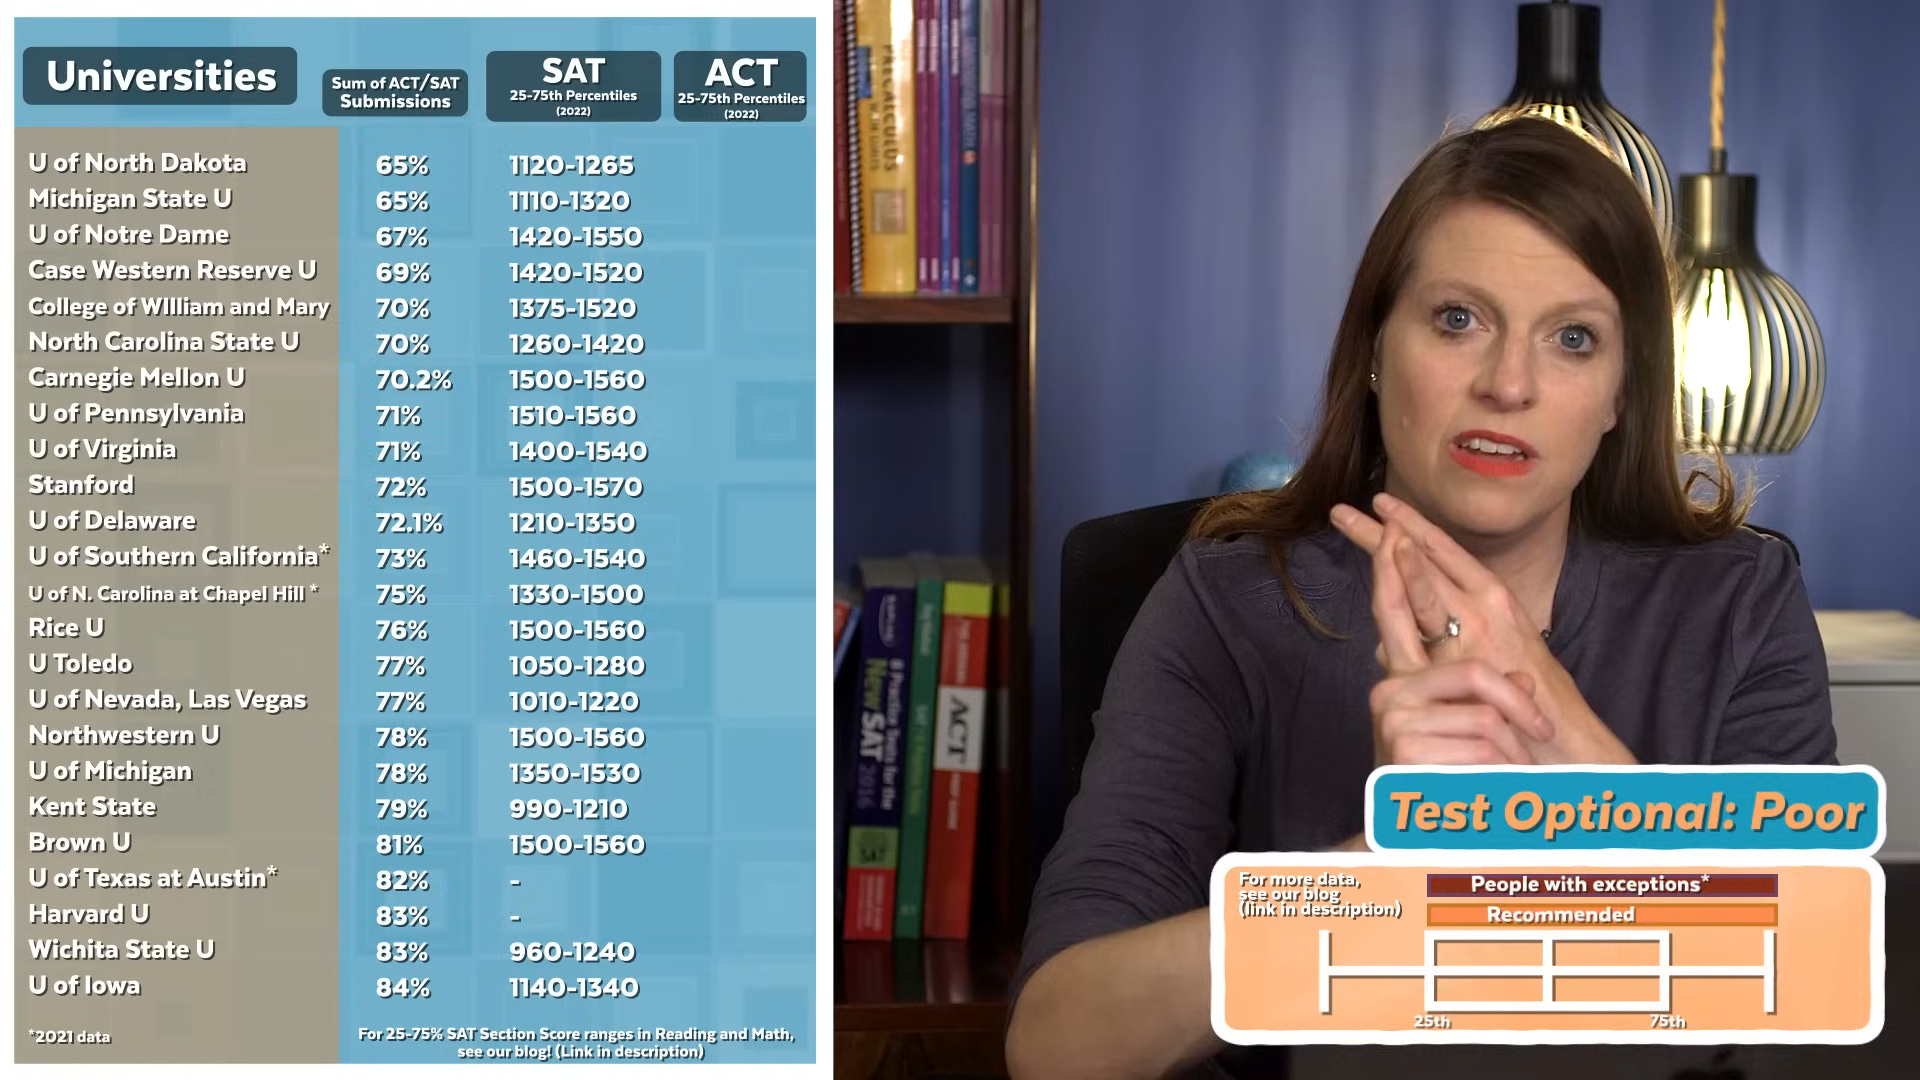 Universities
Sum of ACT/SAT
Submissions
SAT
25-75th Percentiles
(2022)
ACT
25-75th Percentiles
(2022)
U of North Dakota 65% 1120-1265
Michigan State U 65% 1110-1320
U of Notre Dame 67% 1420-1550
Case Western Reserve U 69% 1420-1520
College of WIlliam and Mary 70% 1375-1520
North Carolina State U 70% 1260-1420
Carnegie Mellon U 70.2% 1500-1560
U of Pennsylvania 71% 1510-1560
U of Virginia 71% 1400-1540
Stanford 72% 1500-1570
U of Delaware 72.1% 1210-1350
U of Southern California* 73% 1460-1540
U of N. Carolina at Chapel Hill * 75% 1330-1500
Rice U 76% 1500-1560
U Toledo 77% 1050-1280
U of Nevada, Las Vegas 77% 1010-1220
Northwestern U 78% 1500-1560
U of Michigan 78% 1350-1530
Kent State 79% 990-1210
Brown U 81% 1500-1560
U of Texas at Austin* 82% -
Harvard U 83% -
Wichita State U 83% 960-1240
U of Iowa 84% 1140-1340
*2021 data
For 25-75% SAT Section Score ranges in Reading and Math,
see our blog! (Link in description)
PRECALCULUS
8 Practice Tests for the
New SAT 2016
SAT
ACT
Test Optional: Poor
For more data,
see our blog
(link in description)
People with exceptions*
Recommended
25th 75th